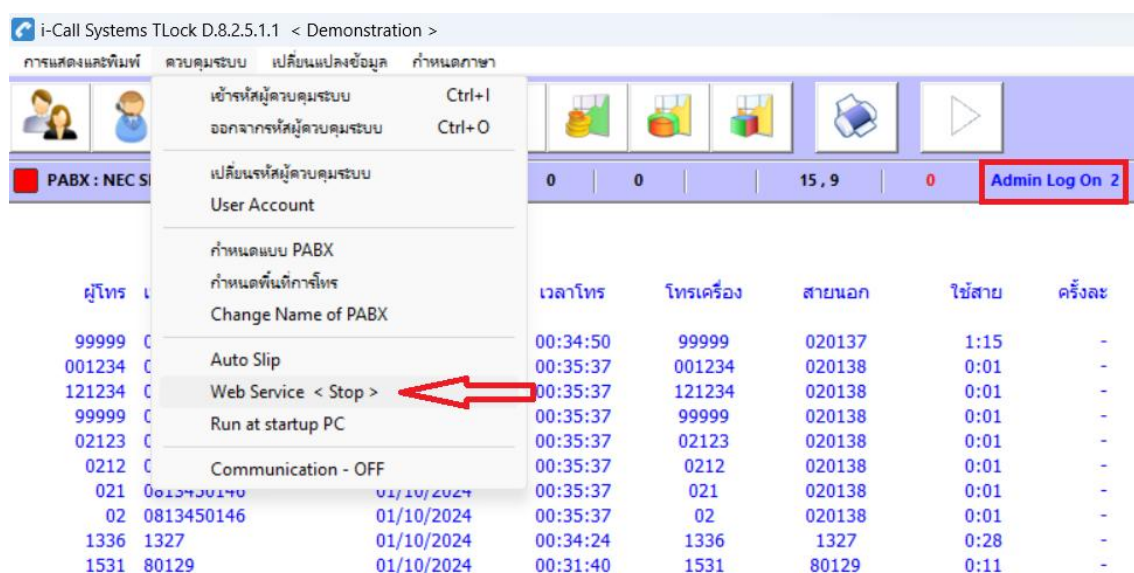 i-Call Systems TLock D.8.2.5.1.1 < Demonstration >
การแสดงและพิมพ์ ควบคุมระบบ เปลี่ยนแปลงข้อมูล กำหนดภาษา
เข้ารหัสผู้ควบคุมระบบ Ctrl+I
ออกจากรหัสผู้ควบคุมระบบ Ctrl+O
เปลี่ยนรหัสผู้ควบคุมระบบ
User Account
กำหนดแบบ PABX
กำหนดพื้นที่การโทร
Change Name of PABX
Auto Slip
Web Service < Stop >
Run at startup PC
Communication - OFF
PABX : NEC 0 0 15 , 9 0 Admin Log On 2
ผู้โทร เวลาโทร โทรเครื่อง สายนอก ใช้สาย ครั้งละ
99999 00:34:50 99999 020137 1:15 -
001234 00:35:37 001234 020138 0:01 -
121234 00:35:37 121234 020138 0:01 -
99999 00:35:37 99999 020138 0:01 -
02123 00:35:37 02123 020138 0:01 -
0212 00:35:37 0212 020138 0:01 -
021 0813450146 01/10/2024 00:35:37 021 020138 0:01 -
02 0813450146 01/10/2024 00:35:37 02 020138 0:01 -
1336 1327 01/10/2024 00:34:24 1336 1327 0:28 -
1531 80129 01/10/2024 00:31:40 1531 80129 0:11 -